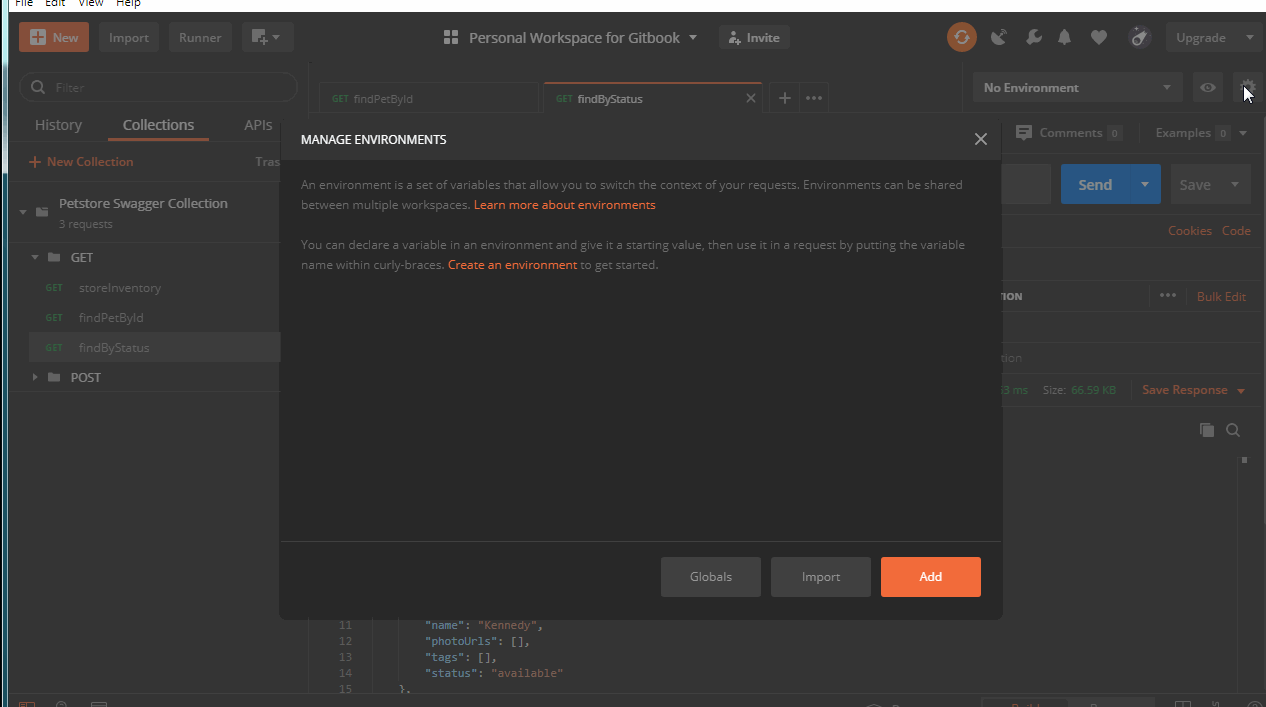 File Edit View Help
New Import Runner Personal Workspace for Gitbook Invite Upgrade
Filter
GET findPetById GET findByStatus
No Environment
History Collections APIs
Comments 0 Examples 0
New Collection Tras
Send Save
Petstore Swagger Collection
3 requests
Cookies Code
GET
GET storeInventory
GET findPetById
GET findByStatus
POST
MANAGE ENVIRONMENTS
An environment is a set of variables that allow you to switch the context of your requests. Environments can be shared
between multiple workspaces. Learn more about environments
You can declare a variable in an environment and give it a starting value, then use it in a request by putting the variable
name within curly-braces. Create an environment to get started.
Globals Import Add
TION Bulk Edit
tion
63 ms Size: 66.59 KB Save Response
11 "name": "Kennedy",
12 "photoUrls": [],
13 "tags": [],
14 "status": "available"
15 },